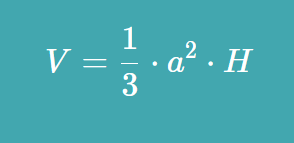 V = 1/3 · a² · H